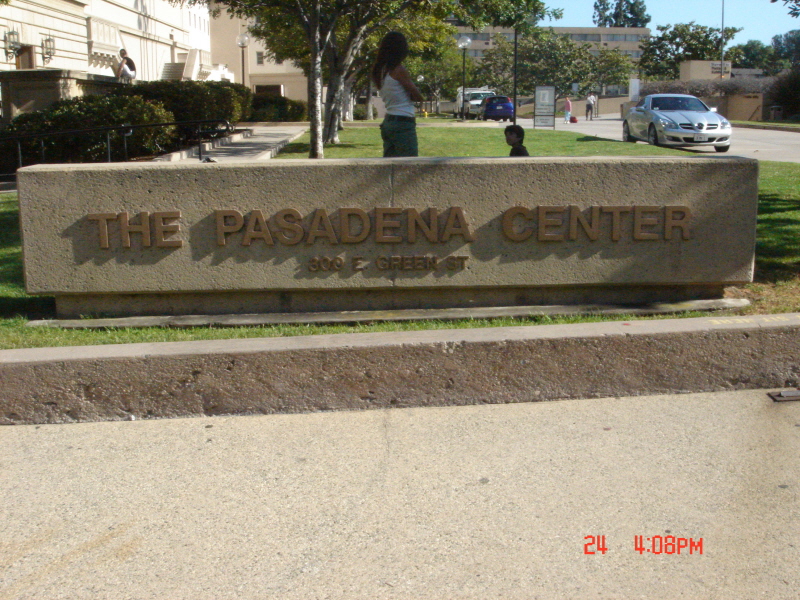 THE PASADENA CENTER
300 E. GREEN ST.
24 4:08PM